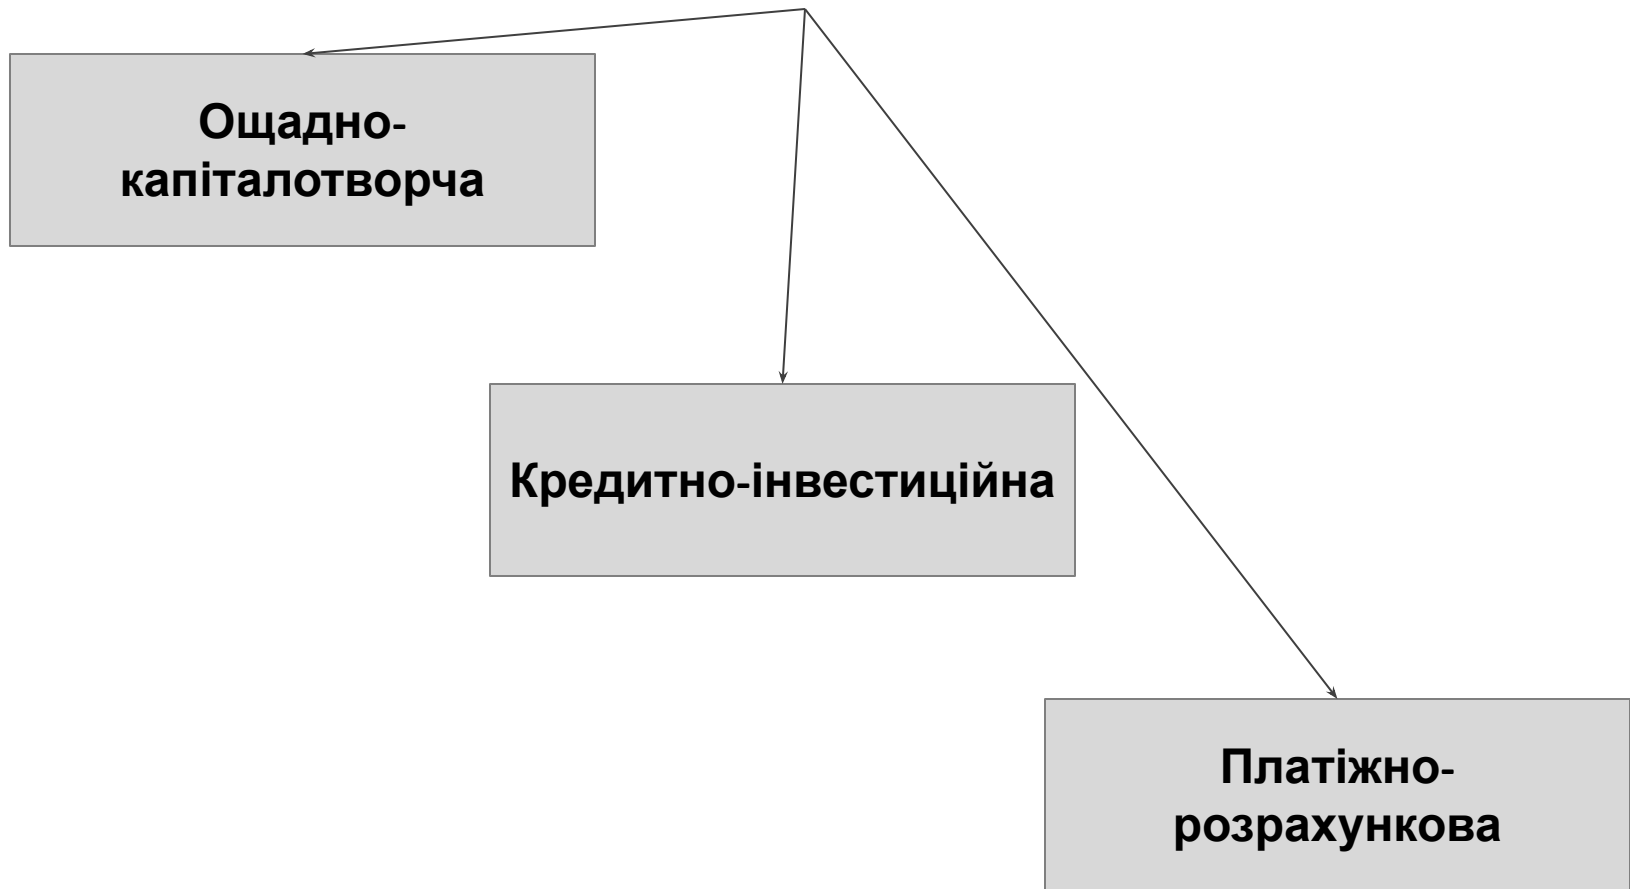 Ощадно-
капіталотворча
Кредитно-інвестиційна
Платіжно-
розрахункова